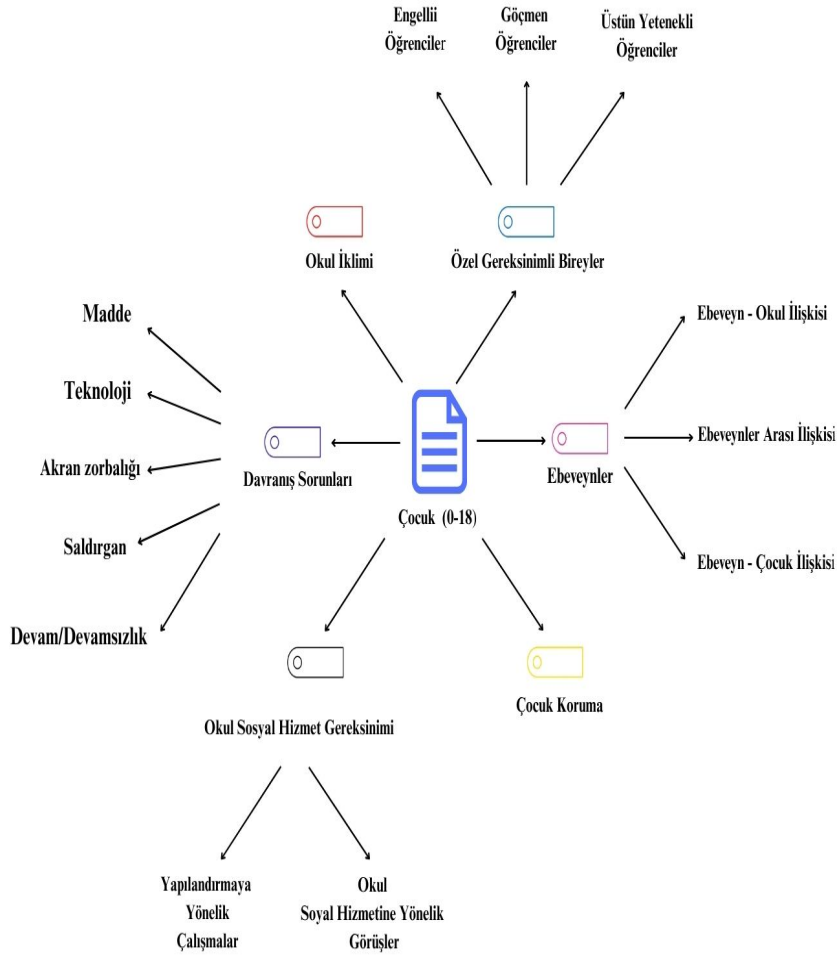 Engellii
Öğrenciler
Göçmen
Öğrenciler
Üstün Yetenekli
Öğrenciler
Okul İklimi
Özel Gereksinimli Bireyler
Madde
Teknoloji
Akran zorbalığı
Saldırgan
Devam/Devamsızlık
Davranış Sorunları
Çocuk (0-18)
Ebeveynler
Ebeveyn - Okul İlişkisi
Ebeveynler Arası İlişkisi
Ebeveyn - Çocuk İlişkisi
Okul Sosyal Hizmet Gereksinimi
Çocuk Koruma
Yapılandırmaya
Yönelik
Çalışmalar
Okul
Soyal Hizmetine Yönelik
Görüşler